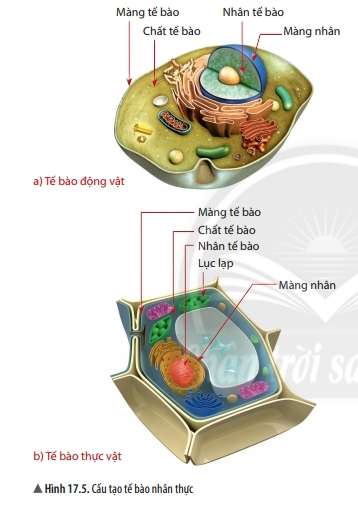 Màng tế bào
Nhân tế bào
Chất tế bào
Màng nhân
a) Tế bào động vật
Màng tế bào
Chất tế bào
Nhân tế bào
Lục lạp
Màng nhân
b) Tế bào thực vật
▲ Hình 17.5. Cấu tạo tế bào nhân thực